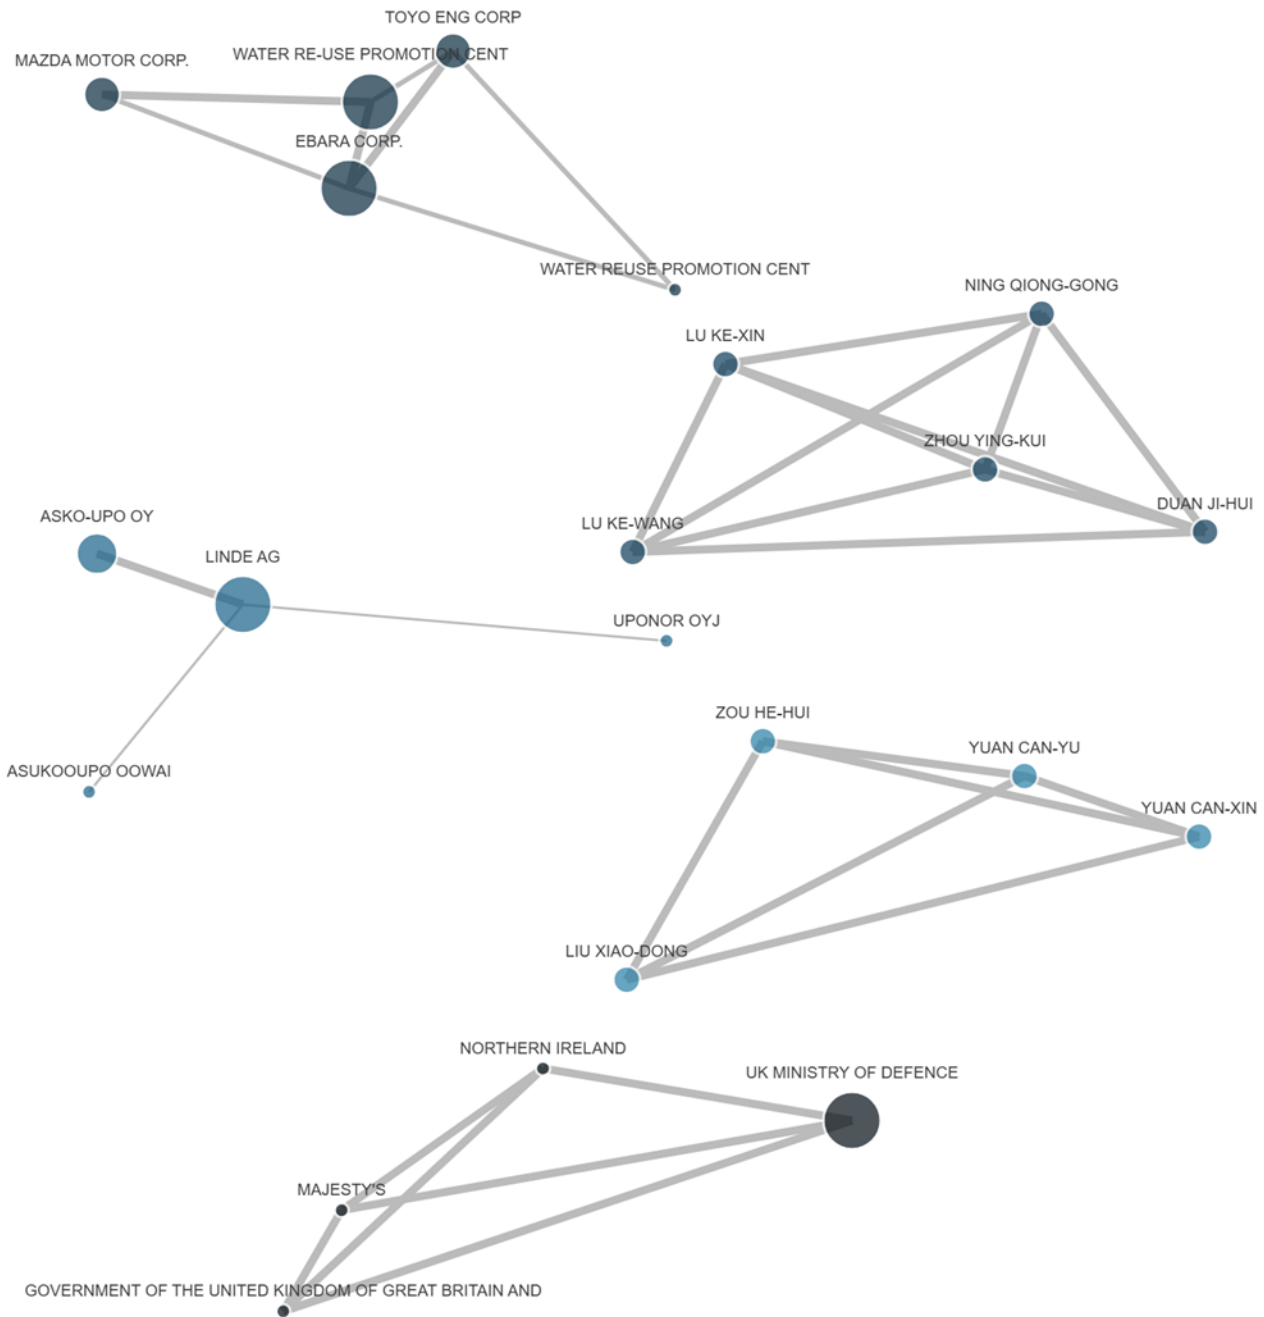 TOYO ENG CORP
WATER RE-USE PROMOTION CENT
MAZDA MOTOR CORP.
EBARA CORP.
WATER REUSE PROMOTION CENT
NING QIONG-GONG
LU KE-XIN
ZHOU YING-KUI
DUAN JI-HUI
LU KE-WANG
ASKO-UPO OY
LINDE AG
UPONOR OYJ
ASUKOOUPO OOWAI
ZOU HE-HUI
YUAN CAN-YU
YUAN CAN-XIN
LIU XIAO-DONG
NORTHERN IRELAND
UK MINISTRY OF DEFENCE
MAJESTY'S
GOVERNMENT OF THE UNITED KINGDOM OF GREAT BRITAIN AND